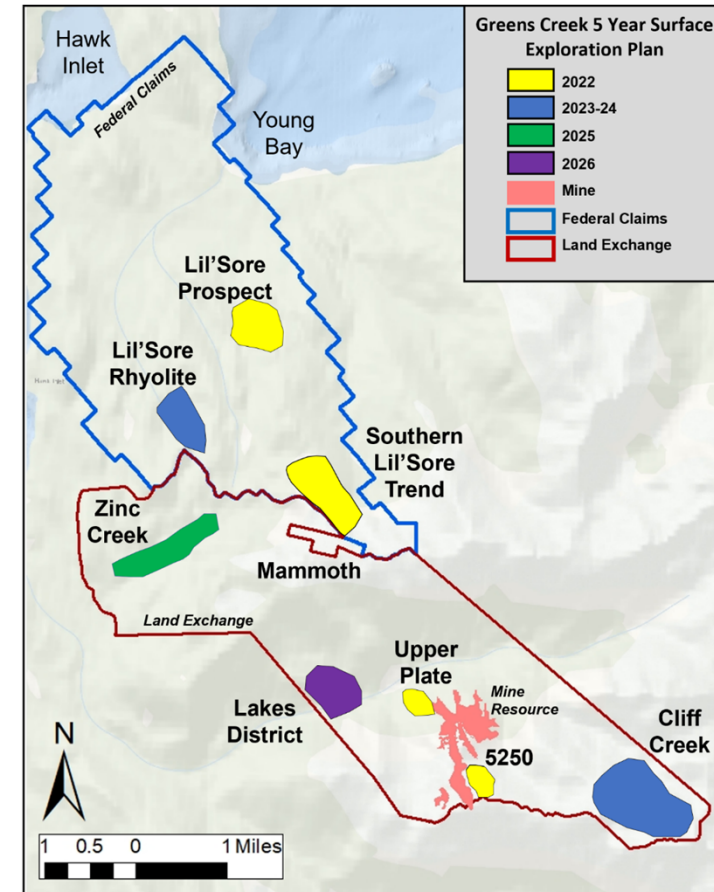 Hawk
Inlet
Federal Claims
Young
Bay
Greens Creek 5 Year Surface
Exploration Plan
2022
2023-24
2025
2026
Mine
Federal Claims
Land Exchange
Lil'Sore
Prospect
Lil'Sore
Rhyolite
Southern
Lil'Sore
Trend
Zinc
Creek
Mammoth
Land Exchange
Upper
Plate
Mine
Resource
Lakes
District
5250
Cliff
Creek
N
1 0.5 0 1 Miles